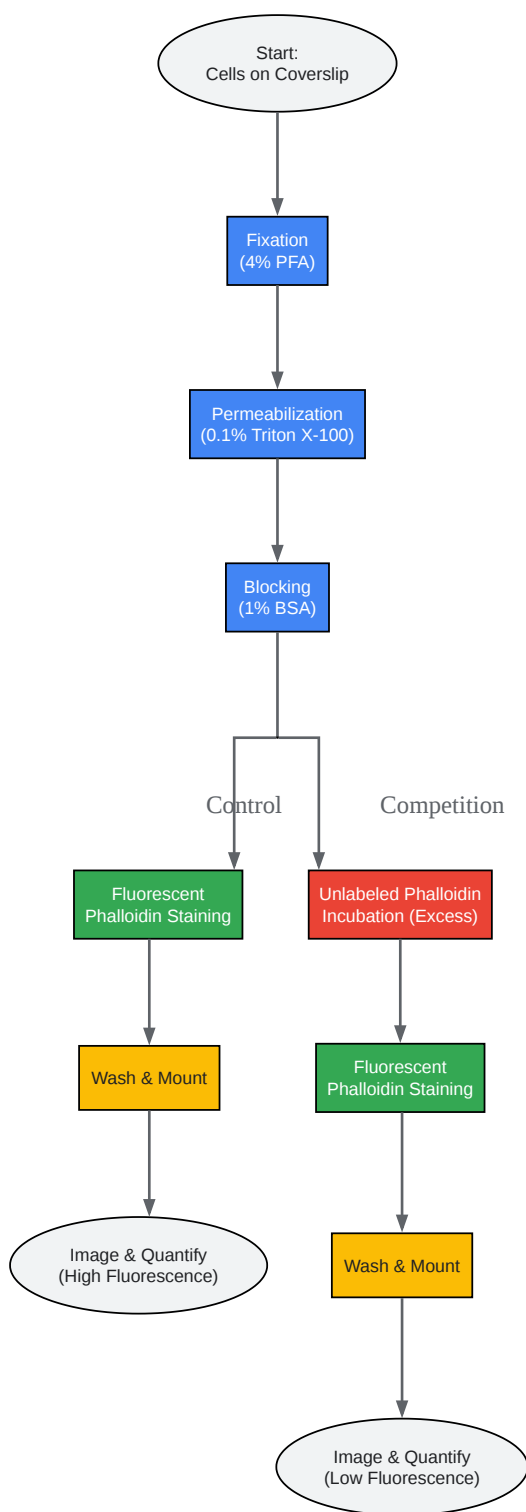 Start:
Cells on Coverslip
Fixation
(4% PFA)
Permeabilization
(0.1% Triton X-100)
Blocking
(1% BSA)
Control
Competition
Fluorescent
Phalloidin Staining
Unlabeled Phalloidin
Incubation (Excess)
Wash & Mount
Fluorescent
Phalloidin Staining
Image & Quantify
(High Fluorescence)
Wash & Mount
Image & Quantify
(Low Fluorescence)